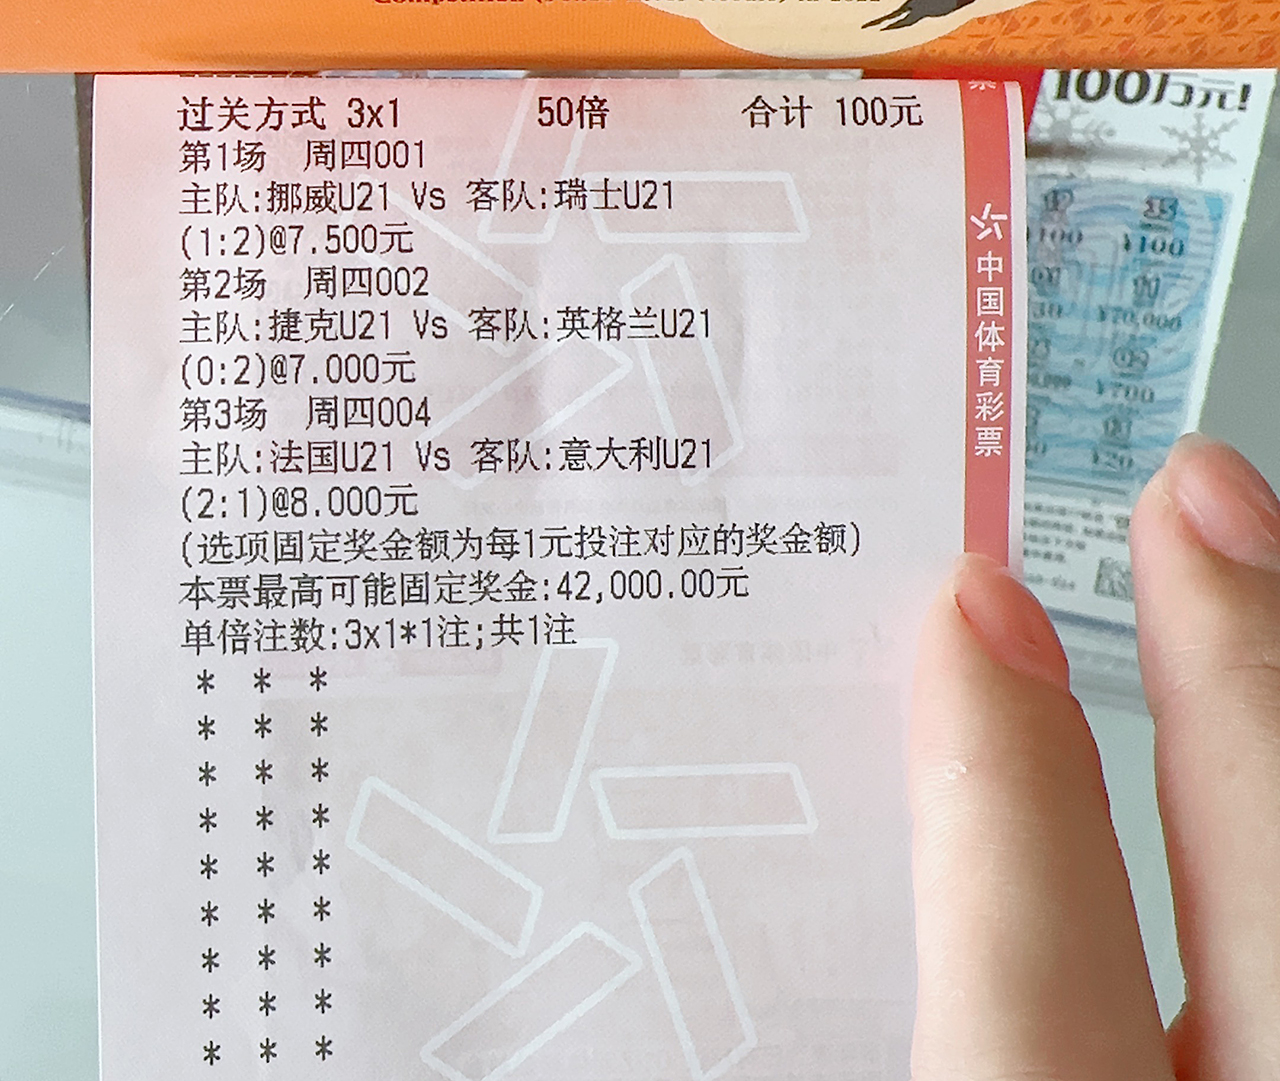 过关方式 3x1 50倍 合计 100元
第1场 周四001
主队:挪威U21 Vs 客队:瑞士U21
(1:2)@7.500元
第2场 周四002
主队:捷克U21 Vs 客队:英格兰U21
(0:2)@7.000元
第3场 周四004
主队:法国U21 Vs 客队:意大利U21
(2:1)@8.000元
(选项固定奖金额为每1元投注对应的奖金额)
本票最高可能固定奖金:42,000.00元
单倍注数:3x1*1注;共1注
* * *
* * *
* * *
* * *
* * *
* * *
* * *
* * *
* * *
票
中国体育彩票
100万元!
¥100
¥100
¥70,000
¥700
¥20